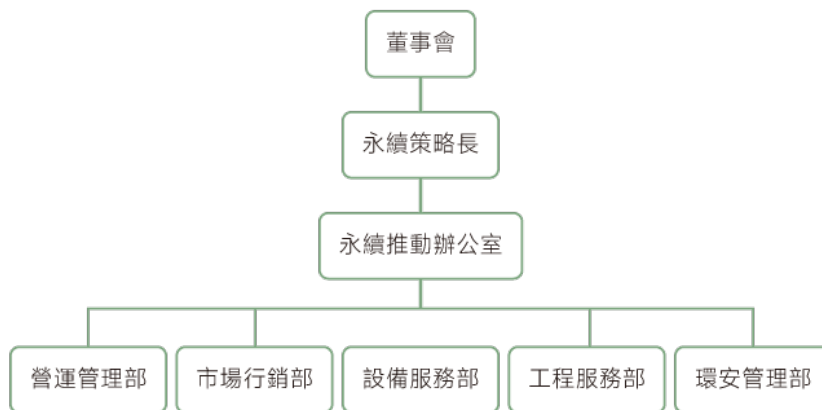 董事會
永續策略長
永續推動辦公室
營運管理部
市場行銷部
設備服務部
工程服務部
環安管理部